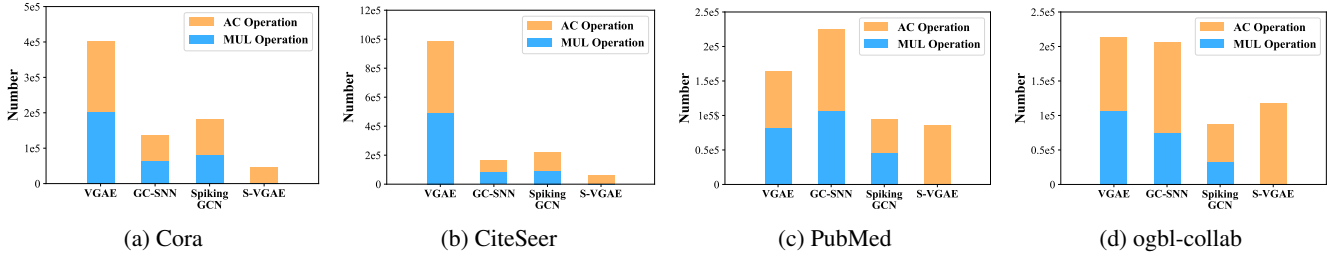 5e5
4e5
3e5
2e5
1e5
0
Number
AC Operation
MUL Operation
VGAE
GC-SNN
Spiking
GCN
S-VGAE
(a) Cora
12e5
10e5
8e5
6e5
4e5
2e5
0
Number
AC Operation
MUL Operation
VGAE
GC-SNN
Spiking
GCN
S-VGAE
(b) CiteSeer
2.5e5
2e5
1.5e5
1e65e5
0.5e5
0
Number
AC Operation
MUL Operation
VGAE
GC-SNN
Spiking
GCN
S-VGAE
(c) PubMed
2.5e5
2e5
1.5e5
1e5
0.5e5
0
Number
AC Operation
MUL Operation
VGAE
GC-SNN
Spiking
GCN
S-VGAE
(d) ogbl-collab